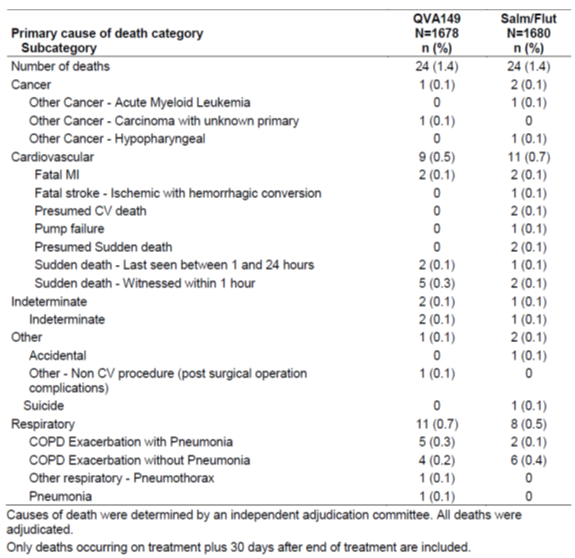 Primary cause of death category
Subcategory
QVA149
N=1678
n (%)
Salm/Flut
N=1680
n (%)
Number of deaths 24 (1.4) 24 (1.4)
Cancer 1 (0.1) 2 (0.1)
Other Cancer - Acute Myeloid Leukemia 0 1 (0.1)
Other Cancer - Carcinoma with unknown primary 1 (0.1) 0
Other Cancer - Hypopharyngeal 0 1 (0.1)
Cardiovascular 9 (0.5) 11 (0.7)
Fatal MI 2 (0.1) 2 (0.1)
Fatal stroke - Ischemic with hemorrhagic conversion 0 1 (0.1)
Presumed CV death 0 2 (0.1)
Pump failure 0 1 (0.1)
Presumed Sudden death 0 2 (0.1)
Sudden death - Last seen between 1 and 24 hours 2 (0.1) 1 (0.1)
Sudden death - Witnessed within 1 hour 5 (0.3) 2 (0.1)
Indeterminate 2 (0.1) 1 (0.1)
Indeterminate 2 (0.1) 1 (0.1)
Other 1 (0.1) 2 (0.1)
Accidental 0 1 (0.1)
Other - Non CV procedure (post surgical operation 1 (0.1) 0
complications)
Suicide 0 1 (0.1)
Respiratory 11 (0.7) 8 (0.5)
COPD Exacerbation with Pneumonia 5 (0.3) 2 (0.1)
COPD Exacerbation without Pneumonia 4 (0.2) 6 (0.4)
Other respiratory - Pneumothorax 1 (0.1) 0
Pneumonia 1 (0.1) 0
Causes of death were determined by an independent adjudication committee. All deaths were
adjudicated.
Only deaths occurring on treatment plus 30 days after end of treatment are included.